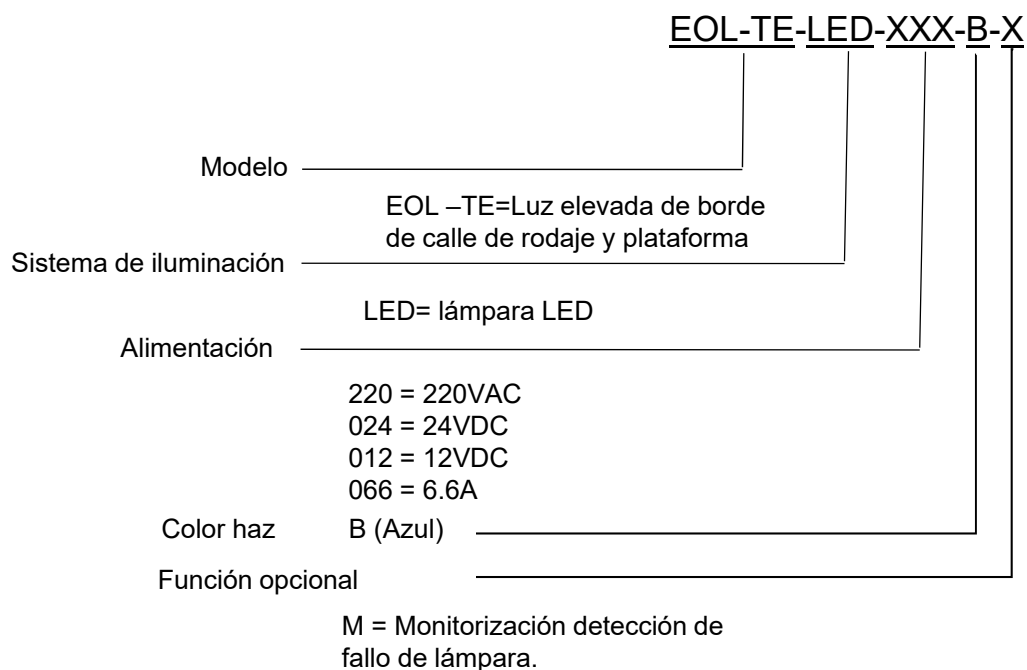 EOL-TE-LED-XXX-B-X
Modelo
EOL –TE=Luz elevada de borde
de calle de rodaje y plataforma
Sistema de iluminación
LED= lámpara LED
Alimentación
220 = 220VAC
024 = 24VDC
012 = 12VDC
066 = 6.6A
Color haz B (Azul)
Función opcional
M = Monitorización detección de
fallo de lámpara.